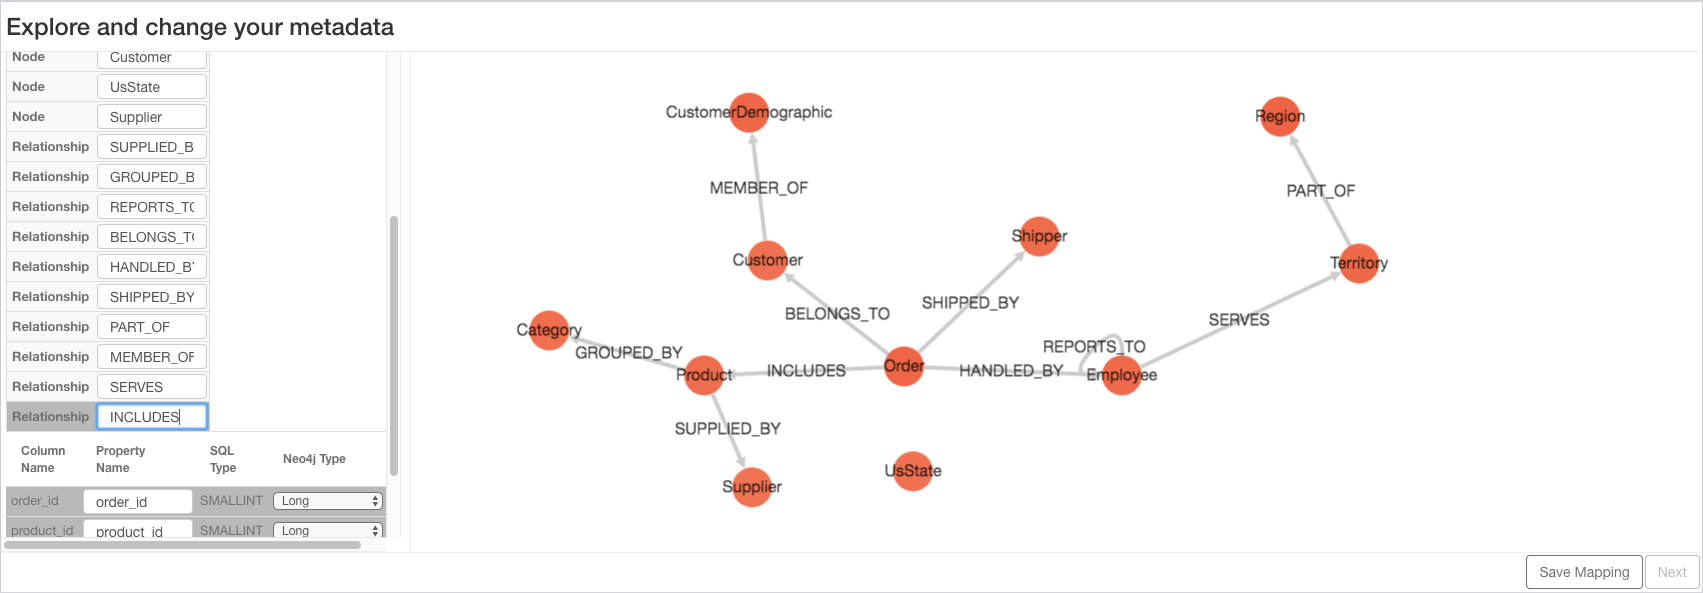 Explore and change your metadata
Node Customer
Node UsState
Node Supplier
Relationship SUPPLIED_B
Relationship GROUPED_B
Relationship REPORTS_TO
Relationship BELONGS_T
Relationship HANDLED_B
Relationship SHIPPED_BY
Relationship PART_OF
Relationship MEMBER_OF
Relationship SERVES
Relationship INCLUDES
Column Name Property Name SQL Type Neo4j Type
order_id order_id SMALLINT Long
product_id product_id SMALLINT Long
CustomerDemographic
Region
MEMBER_OF
PART_OF
Shipper
Customer
Territory
SHIPPED_BY
BELONGS_TO
SERVES
Category
GROUPED_BY
REPORTS_TO
Product
INCLUDES
Order
HANDLED_BY
Employee
SUPPLIED_BY
UsState
Supplier
Save Mapping
Next